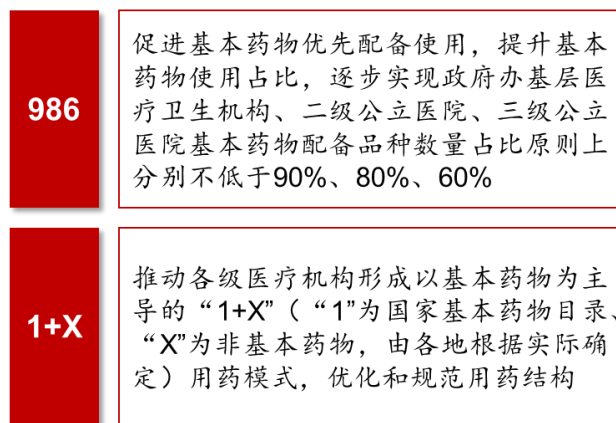 986
促进基本药物优先配备使用，提升基本
药物使用占比，逐步实现政府办基层医
疗卫生机构、二级公立医院、三级公立
医院基本药物配备品种数量占比原则上
分别不低于90%、80%、60%
1+X
推动各级医疗机构形成以基本药物为主
导的“1+X”（“1”为国家基本药物目录、
“X”为非基本药物，由各地根据实际确
定）用药模式，优化和规范用药结构